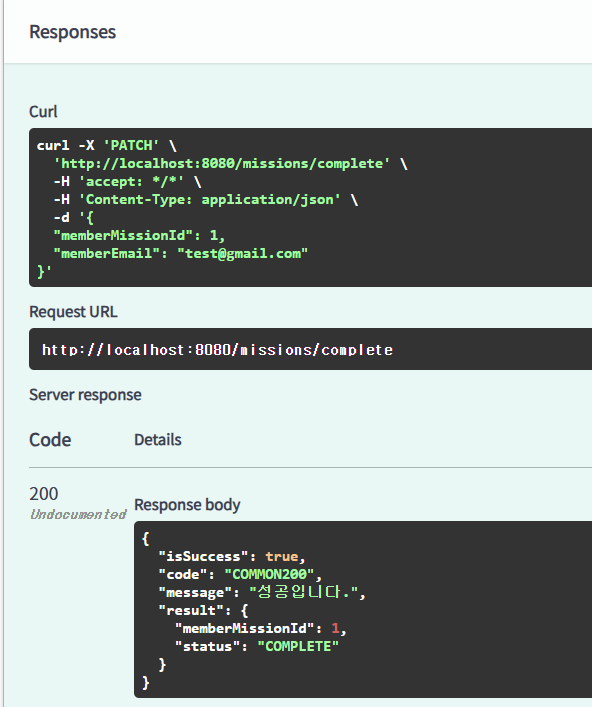 Responses
Curl
curl -X 'PATCH' \
  'http://localhost:8080/missions/complete' \
  -H 'accept: */*' \
  -H 'Content-Type: application/json' \
  -d '{
  "memberMissionId": 1,
  "memberEmail": "test@gmail.com"
}'
Request URL
http://localhost:8080/missions/complete
Server response
Code Details
200
Undocumented
Response body
{
  "isSuccess": true,
  "code": "COMMON200",
  "message": "성공입니다.",
  "result": {
    "memberMissionId": 1,
    "status": "COMPLETE"
  }
}